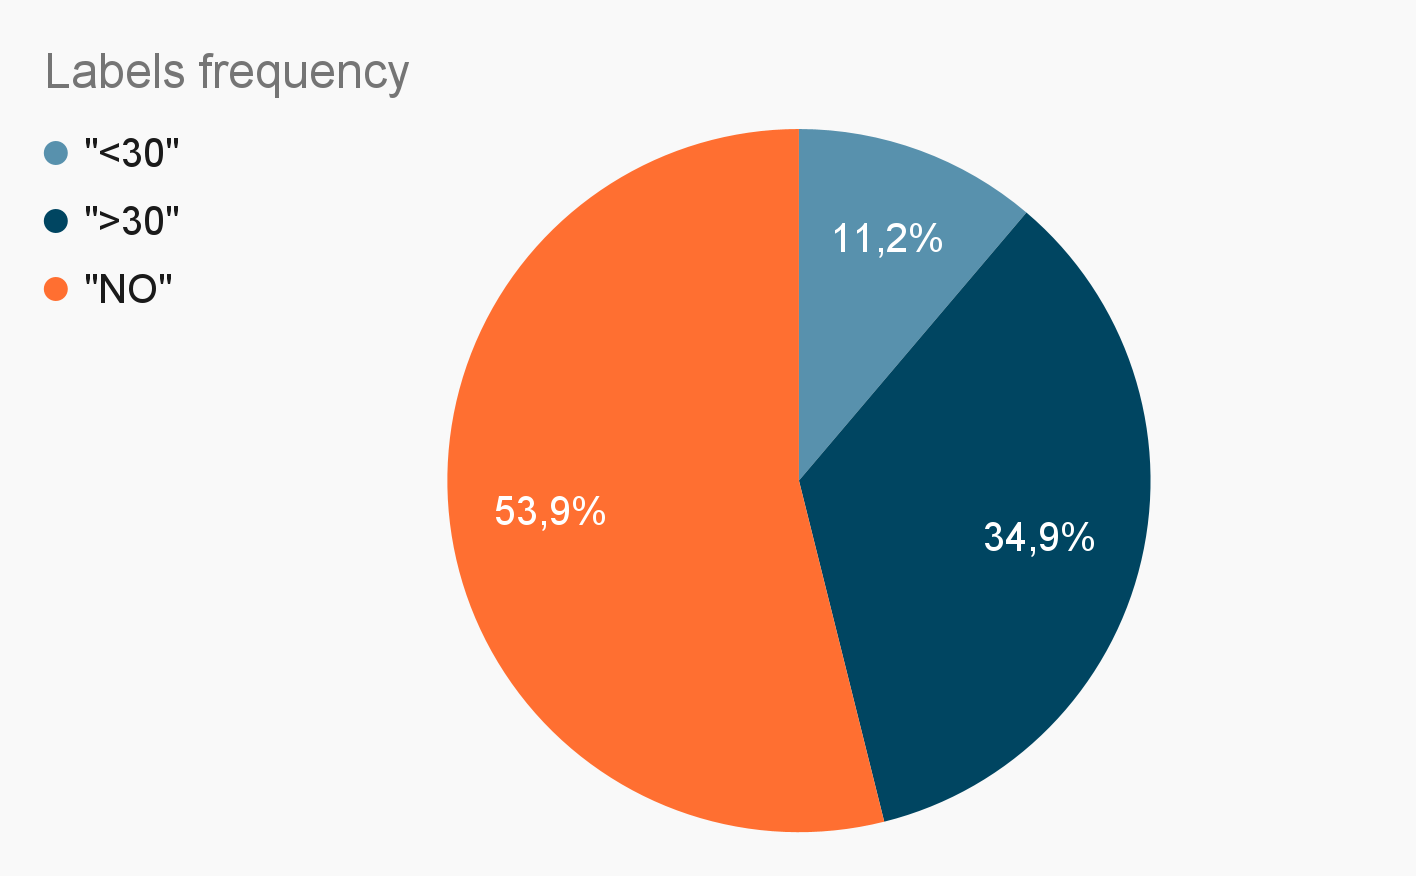 Labels frequency
"<30"
">30"
"NO"
11,2%
53,9%
34,9%